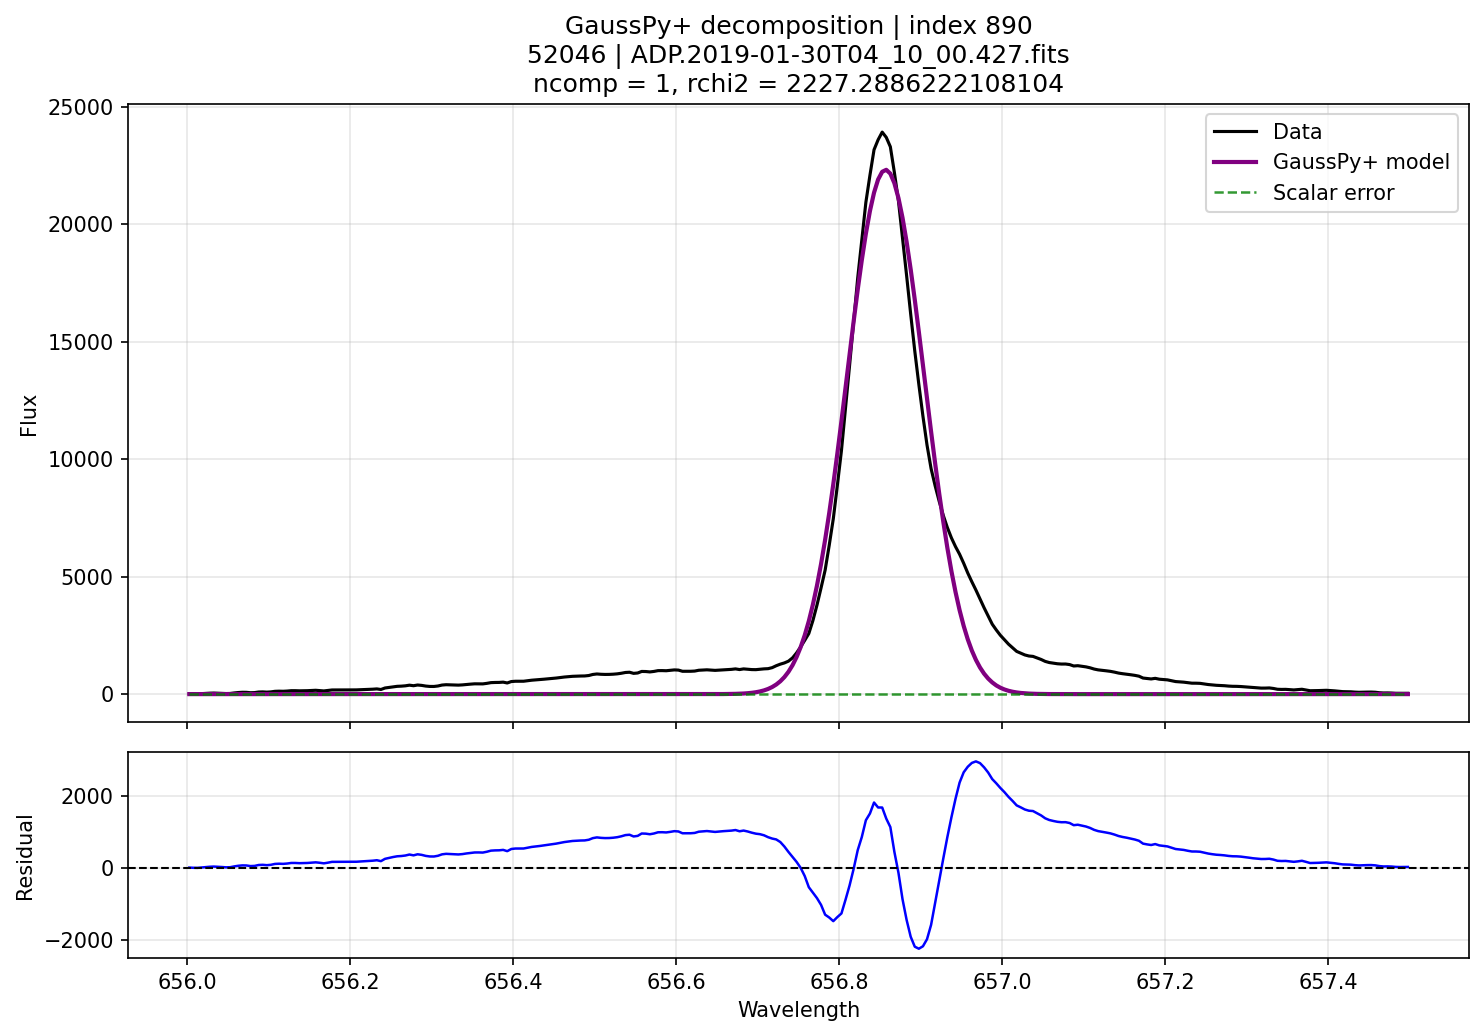 GaussPy+ decomposition | index 890
52046 | ADP.2019-01-30T04_10_00.427.fits
ncomp = 1, rchi2 = 2227.2886222108104
25000
20000
15000
10000
5000
0
Flux
Data
GaussPy+ model
Scalar error
2000
0
−2000
Residual
656.0
656.2
656.4
656.6
656.8
657.0
657.2
657.4
Wavelength